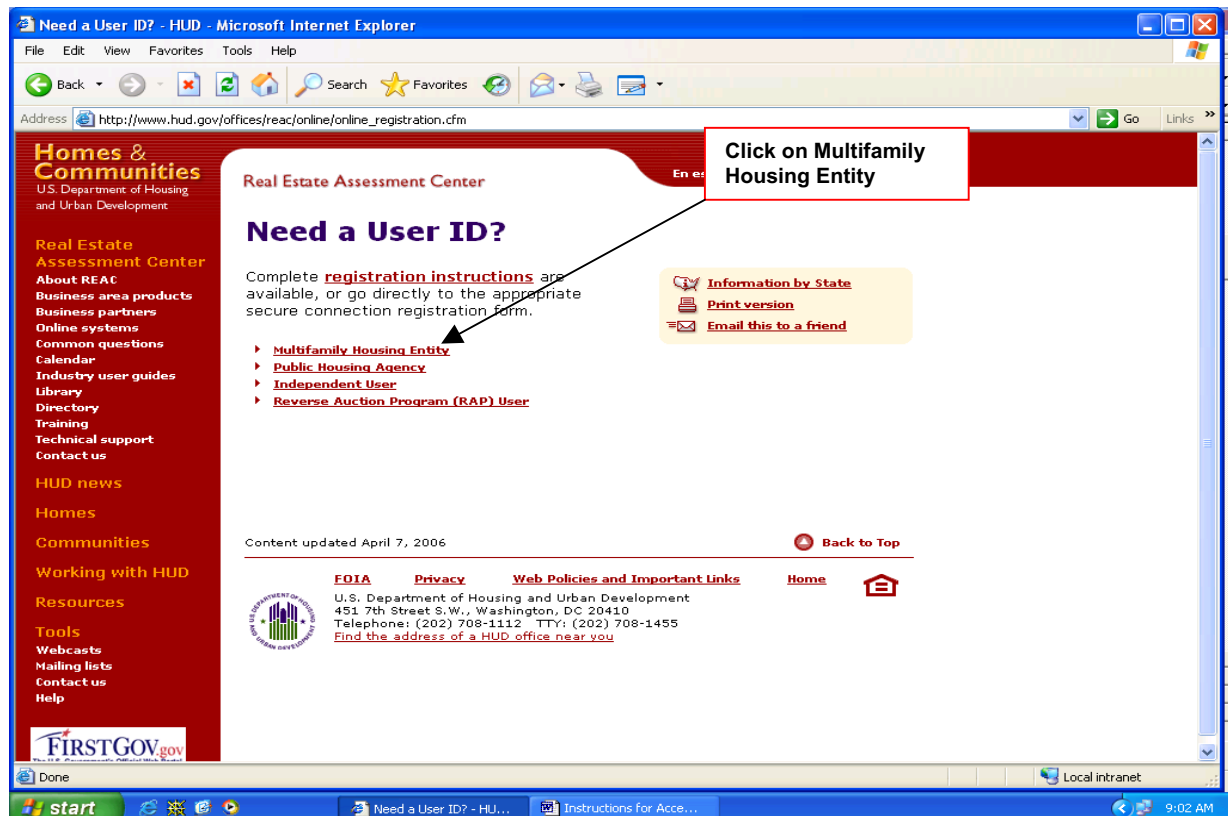 Need a User ID? - HUD - Microsoft Internet Explorer
File Edit View Favorites Tools Help
Back Search Favorites
Address http://www.hud.gov/offices/reac/online/online_registration.cfm Go Links »
Homes &
Communities
U.S. Department of Housing
and Urban Development
Real Estate Assessment Center
En es
Click on Multifamily
Housing Entity
Real Estate
Assessment Center
About REAC
Business area products
Business partners
Online systems
Common questions
Calendar
Industry user guides
Library
Directory
Training
Technical support
Contact us
HUD news
Homes
Communities
Working with HUD
Resources
Tools
Webcasts
Mailing lists
Contact us
Help
FIRSTGOV.gov
The U.S. Government's Official Web Portal
Need a User ID?
Complete registration instructions are
available, or go directly to the appropriate
secure connection registration form.
Multifamily Housing Entity
Public Housing Agency
Independent User
Reverse Auction Program (RAP) User
Information by State
Print version
Email this to a friend
Content updated April 7, 2006
Back to Top
FOIA Privacy Web Policies and Important Links Home
U.S. Department of Housing and Urban Development
451 7th Street S.W., Washington, DC 20410
Telephone: (202) 708-1112 TTY: (202) 708-1455
Find the address of a HUD office near you
Done
Local intranet
start
Need a User ID? - HU...
Instructions for Acce...
9:02 AM